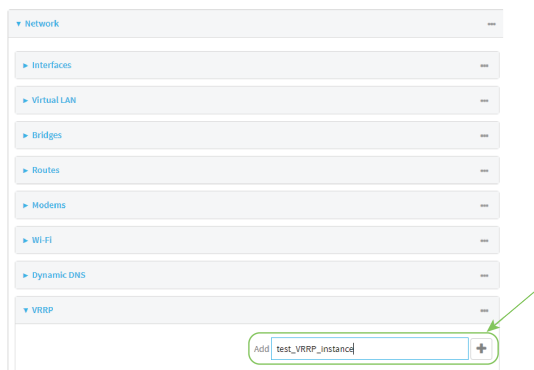 Network
Interfaces
Virtual LAN
Bridges
Routes
Modems
Wi-Fi
Dynamic DNS
VRRP
Add test_VRRP_instance